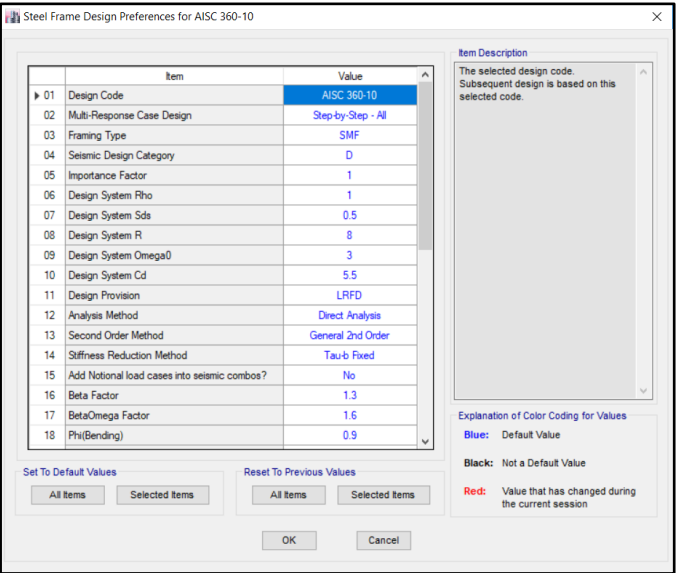 Steel Frame Design Preferences for AISC 360-10
Item Value
01 Design Code AISC 360-10
02 Multi-Response Case Design Step-by-Step - All
03 Framing Type SMF
04 Seismic Design Category D
05 Importance Factor 1
06 Design System Rho 1
07 Design System Sds 0.5
08 Design System R 8
09 Design System Omega0 3
10 Design System Cd 5.5
11 Design Provision LRFD
12 Analysis Method Direct Analysis
13 Second Order Method General 2nd Order
14 Stiffness Reduction Method Tau-b Fixed
15 Add Notional load cases into seismic combos? No
16 Beta Factor 1.3
17 BetaOmega Factor 1.6
18 Phi(Bending) 0.9
Item Description
The selected design code.
Subsequent design is based on this
selected code.
Explanation of Color Coding for Values
Blue: Default Value
Black: Not a Default Value
Red: Value that has changed during
the current session
Set To Default Values
All Items Selected Items
Reset To Previous Values
All Items Selected Items
OK Cancel